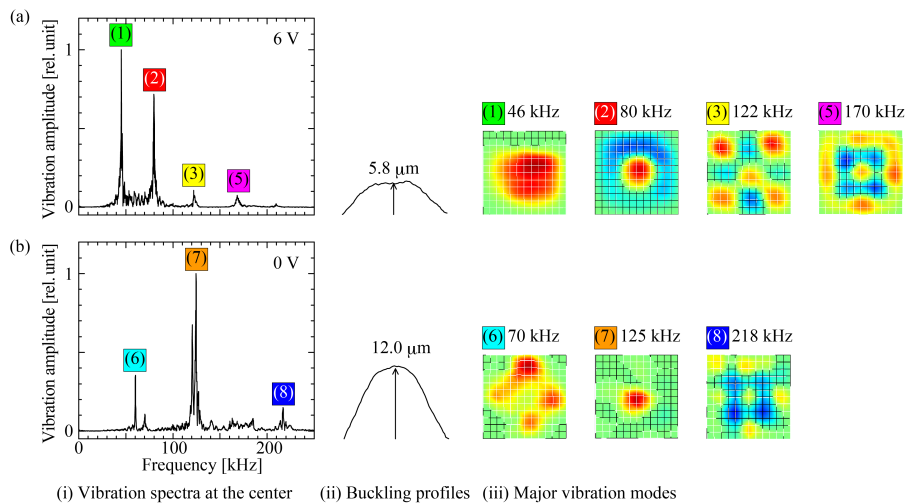 (a)
Vibration amplitude [rel. unit]
1
0
6 V
(1)
(2)
(3)
(5)
5.8 μm
(1) 46 kHz
(2) 80 kHz
(3) 122 kHz
(5) 170 kHz
(b)
Vibration amplitude [rel. unit]
1
0
0 V
(6)
(7)
(8)
0 100 200
Frequency [kHz]
12.0 μm
(6) 70 kHz
(7) 125 kHz
(8) 218 kHz
(i) Vibration spectra at the center
(ii) Buckling profiles
(iii) Major vibration modes